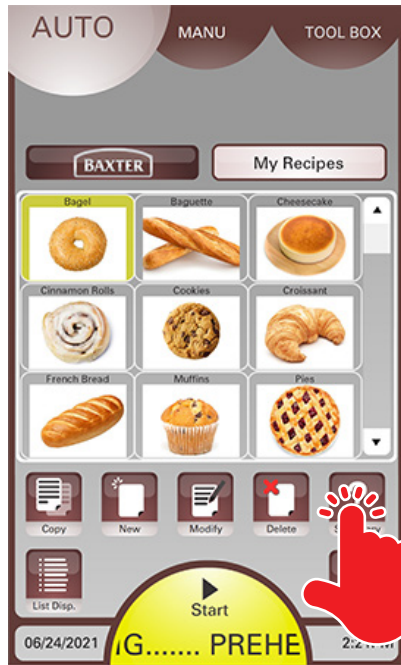 AUTO MANU TOOL BOX
BAXTER My Recipes
Bagel Baguette Cheesecake
Cinnamon Rolls Cookies Croissant
French Bread Muffins Pies
Copy New Modify Delete
List Disp.
Start
06/24/2021 G....... PREHE